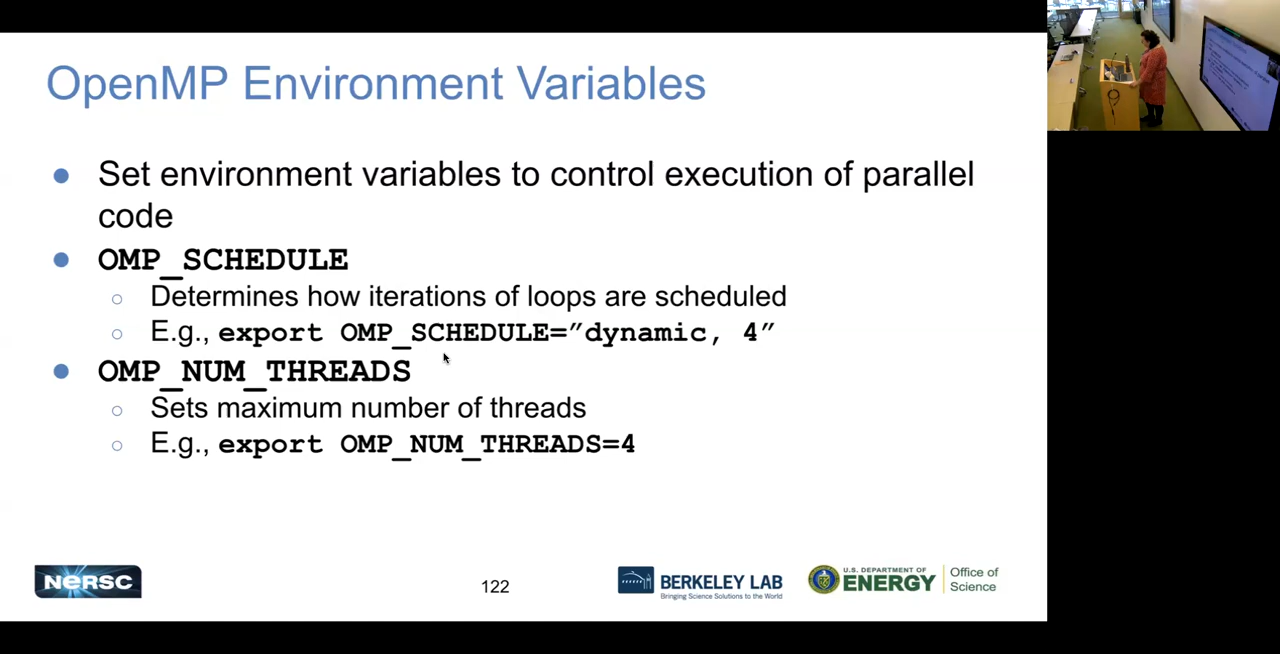 OpenMP Environment Variables
● Set environment variables to control execution of parallel
code
● OMP_SCHEDULE
○ Determines how iterations of loops are scheduled
○ E.g., export OMP_SCHEDULE=”dynamic, 4”
● OMP_NUM_THREADS
○ Sets maximum number of threads
○ E.g., export OMP_NUM_THREADS=4
NERSC
122
BERKELEY LAB
Bringing Science Solutions to the World
U.S. DEPARTMENT OF
ENERGY
Office of
Science